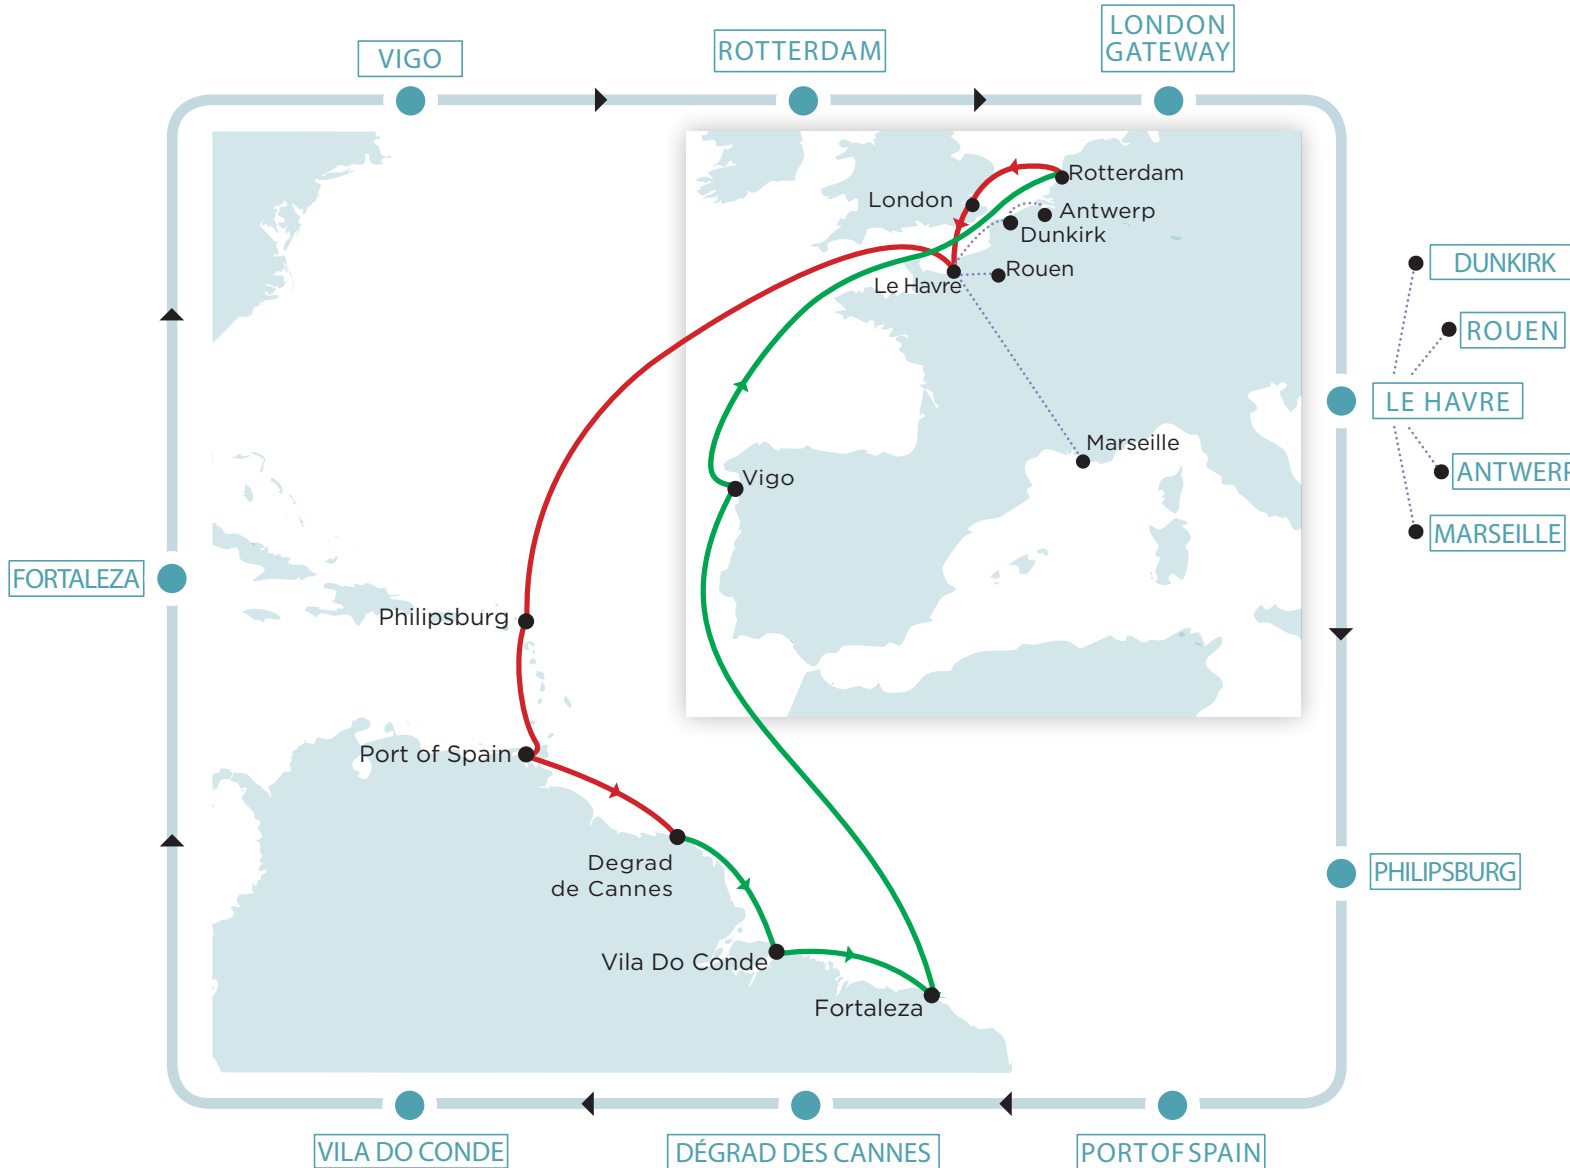 VIGO
ROTTERDAM
LONDON
GATEWAY
Rotterdam
London
Antwerp
Dunkirk
Rouen
Le Havre
DUNKIRK
ROUEN
LE HAVRE
ANTWERP
MARSEILLE
Marseille
Vigo
FORTALEZA
Philipsburg
Port of Spain
Degrad
de Cannes
PHILIPSBURG
Vila Do Conde
Fortaleza
VILA DO CONDE
DÉGRAD DES CANNES
PORT OF SPAIN